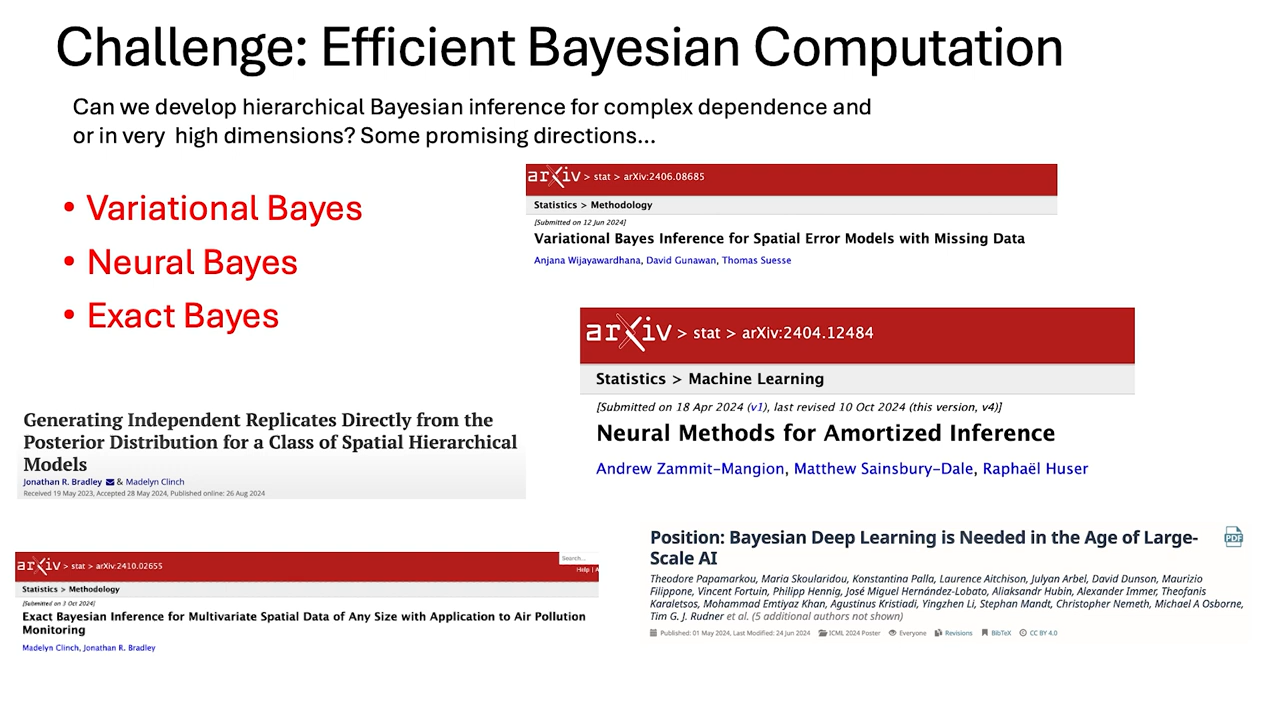 Challenge: Efficient Bayesian Computation
Can we develop hierarchical Bayesian inference for complex dependence and
or in very high dimensions? Some promising directions...
• Variational Bayes
• Neural Bayes
• Exact Bayes
arXiv > stat > arXiv:2406.08685
Statistics > Methodology
[Submitted on 12 Jun 2024]
Variational Bayes Inference for Spatial Error Models with Missing Data
Anjana Wijayawardhana, David Gunawan, Thomas Suesse
arXiv > stat > arXiv:2404.12484
Statistics > Machine Learning
[Submitted on 18 Apr 2024 (v1), last revised 10 Oct 2024 (this version, v4)]
Neural Methods for Amortized Inference
Andrew Zammit-Mangion, Matthew Sainsbury-Dale, Raphaël Huser
Generating Independent Replicates Directly from the
Posterior Distribution for a Class of Spatial Hierarchical
Models
Jonathan R. Bradley & Madelyn Clinch
Received 19 May 2023, Accepted 28 May 2024, Published online: 26 Aug 2024
arXiv > stat > arXiv:2410.02655
Search...
Help | A
Statistics > Methodology
[Submitted on 3 Oct 2024]
Exact Bayesian Inference for Multivariate Spatial Data of Any Size with Application to Air Pollution
Monitoring
Madelyn Clinch, Jonathan R. Bradley
Position: Bayesian Deep Learning is Needed in the Age of Large-
Scale AI
PDF
Theodore Papamarkou, Maria Skoularidou, Konstantina Palla, Laurence Aitchison, Julyan Arbel, David Dunson, Maurizio
Filippone, Vincent Fortuin, Philipp Hennig, José Miguel Hernández-Lobato, Aliaksandr Hubin, Alexander Immer, Theofanis
Karaletsos, Mohammad Emtiyaz Khan, Agustinus Kristiadi, Yingzhen Li, Stephan Mandt, Christopher Nemeth, Michael A Osborne,
Tim G. J. Rudner et al. (5 additional authors not shown)
Published: 01 May 2024, Last Modified: 24 Jun 2024 ICML 2024 Poster Everyone Revisions BibTeX CC BY 4.0